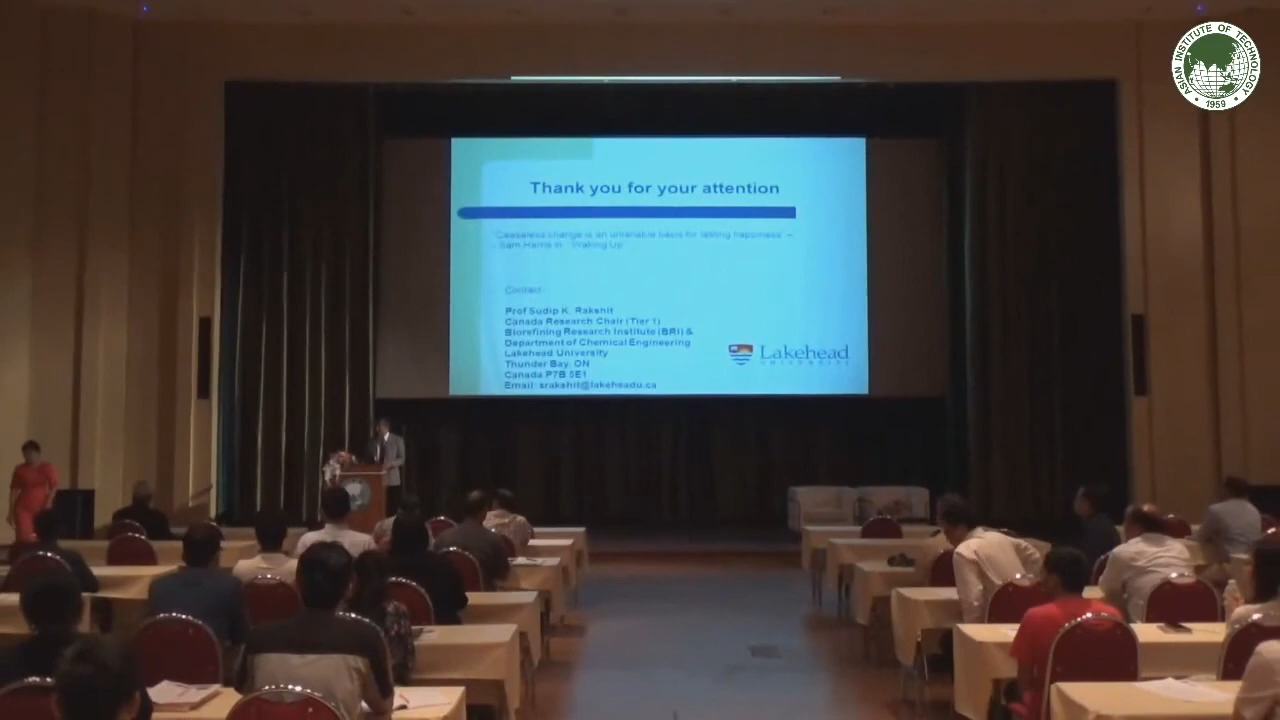 ASIAN INSTITUTE OF TECHNOLOGY
1959
Thank you for your attention
"Ceaseless change is an unreliable basis for lasting happiness" –
- Sam Harris in "Waking Up"
Contact:
Prof Sudip K. Rakshit
Canada Research Chair (Tier 1)
Biorefining Research Institute (BRI) &
Department of Chemical Engineering
Lakehead University
Thunder Bay, ON
Canada P7B 5E1
Email: srakshit@lakeheadu.ca
Lakehead
UNIVERSITY